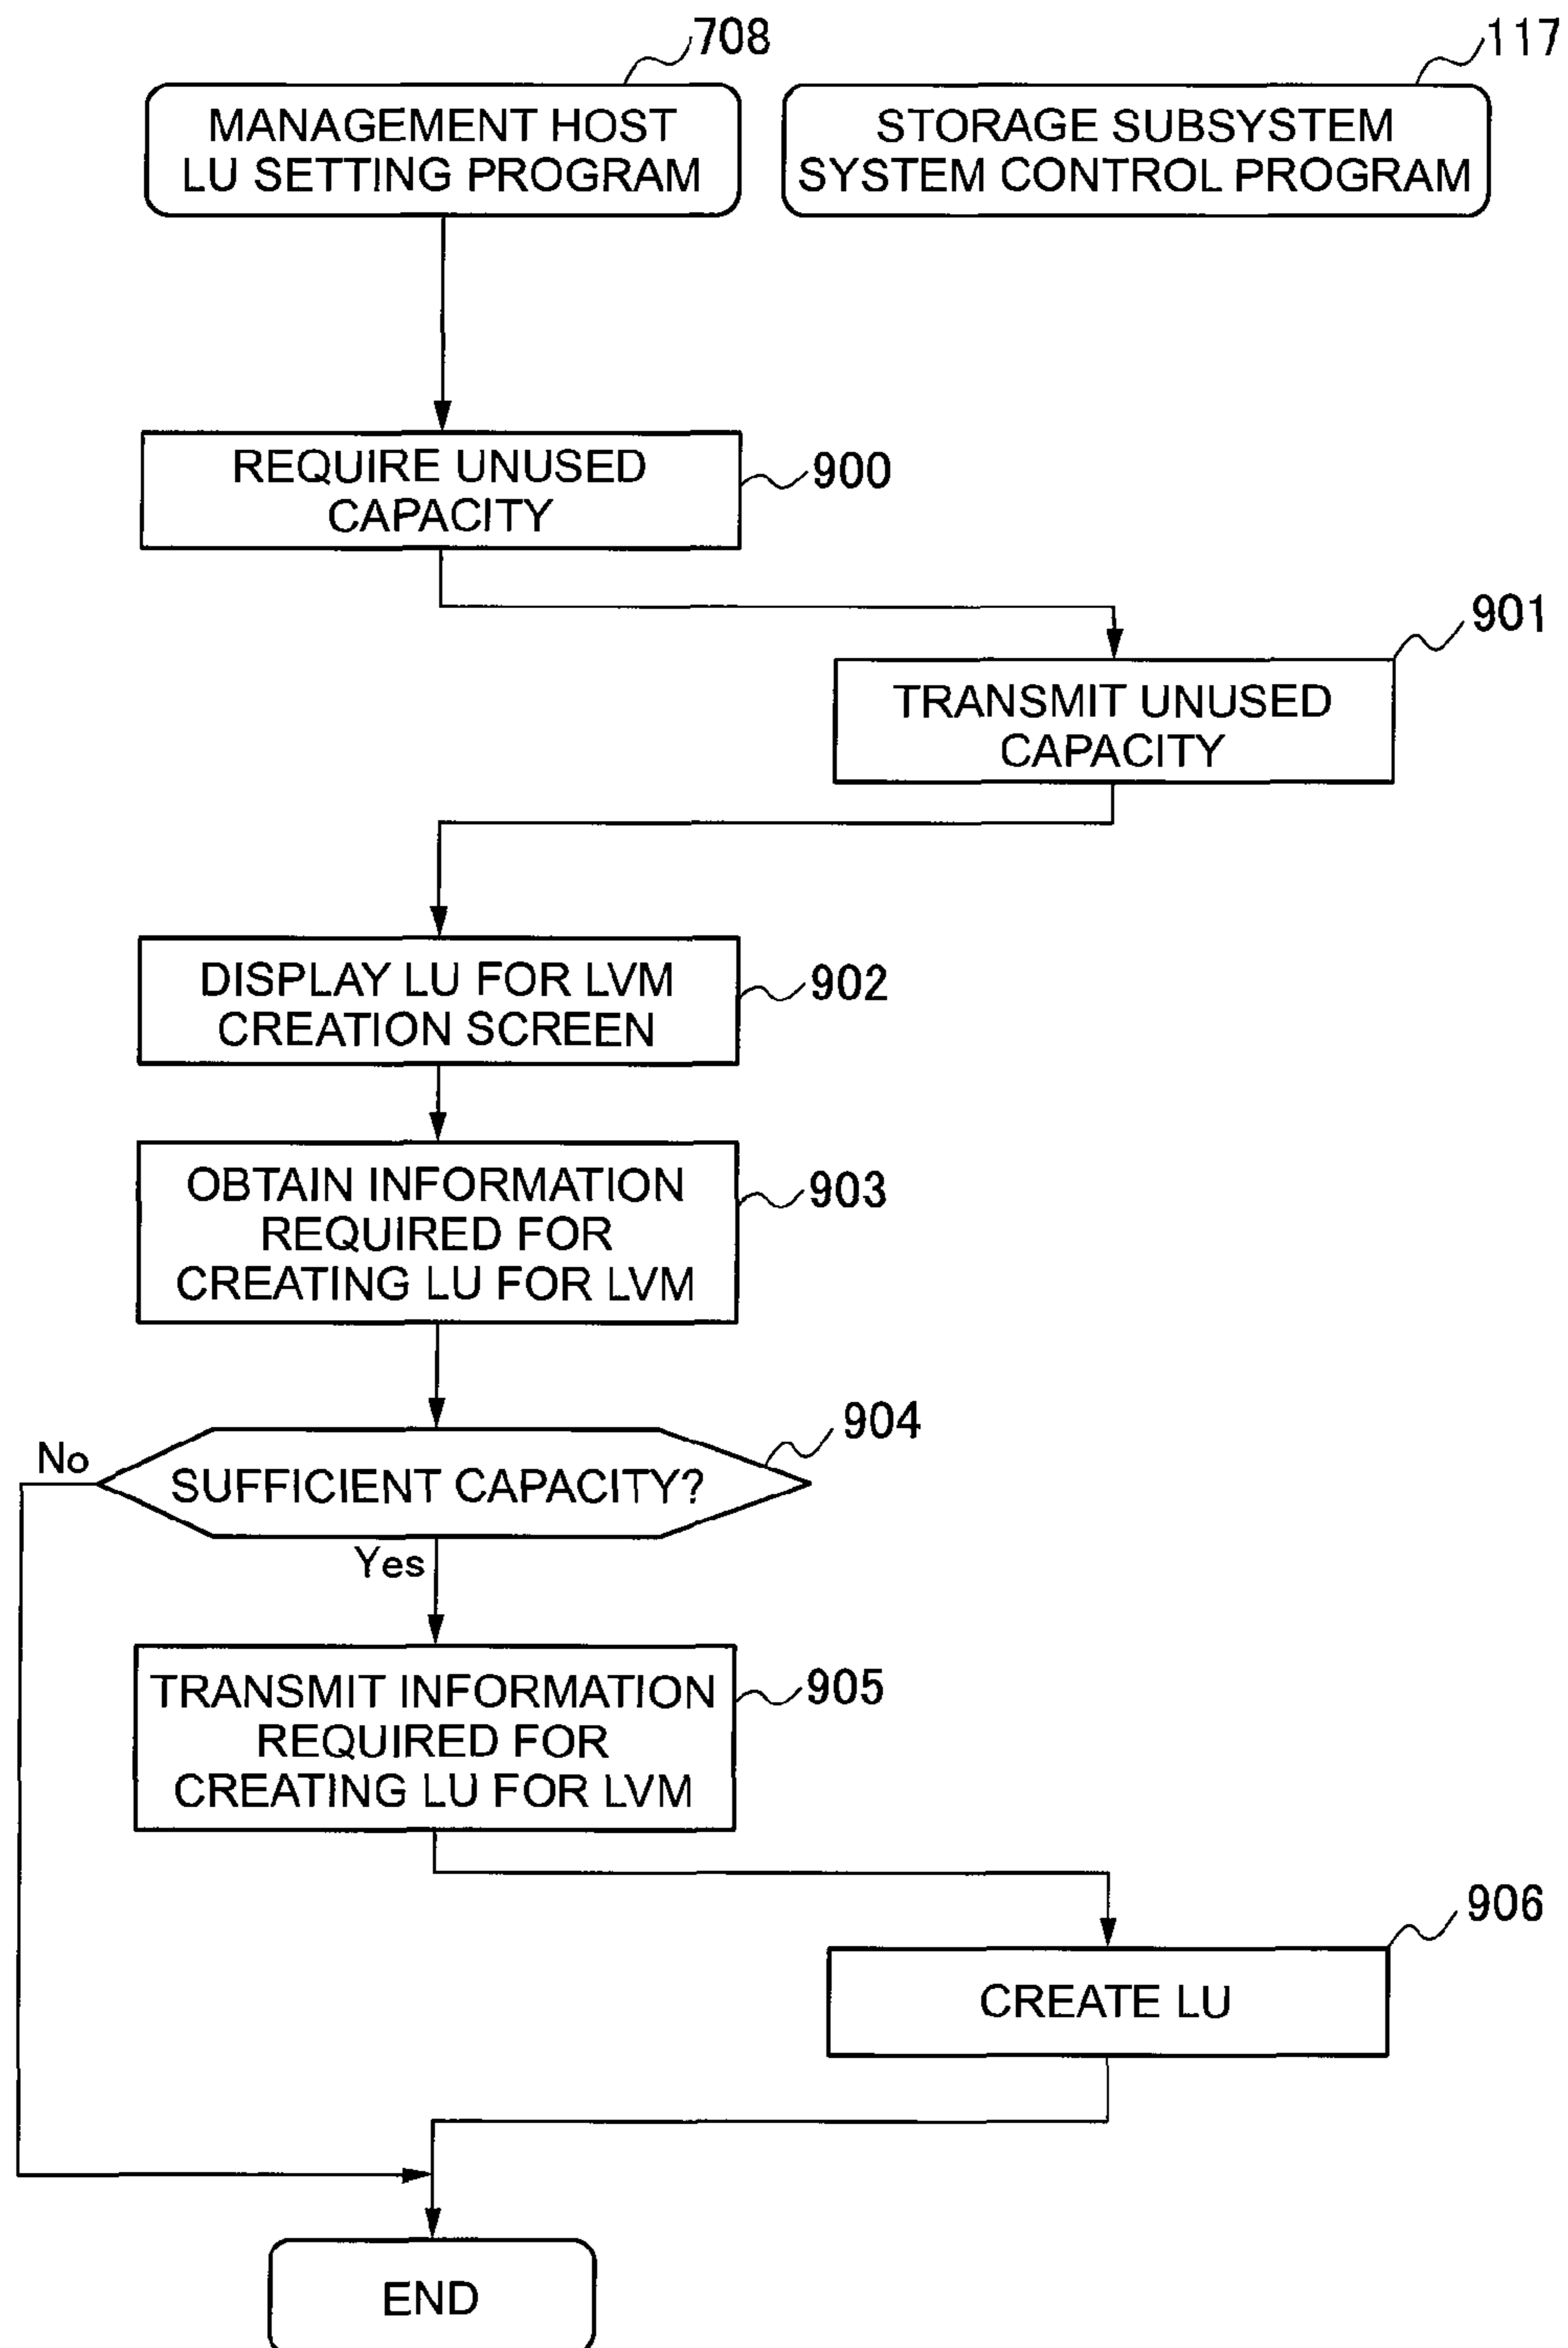 708
117
MANAGEMENT HOST
LU SETTING PROGRAM
STORAGE SUBSYSTEM
SYSTEM CONTROL PROGRAM
REQUIRE UNUSED
CAPACITY
900
901
TRANSMIT UNUSED
CAPACITY
DISPLAY LU FOR LVM
CREATION SCREEN
902
OBTAIN INFORMATION
REQUIRED FOR
CREATING LU FOR LVM
903
904
No
SUFFICIENT CAPACITY?
Yes
TRANSMIT INFORMATION
REQUIRED FOR
CREATING LU FOR LVM
905
906
CREATE LU
END